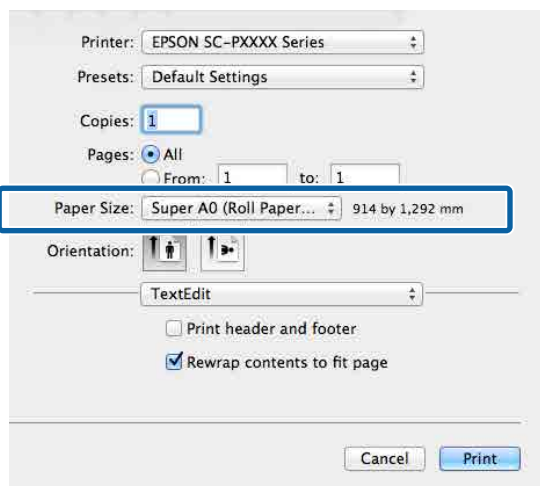 Printer: EPSON SC-PXXXX Series
Presets: Default Settings
Copies: 1
Pages: All
From: 1 to: 1
Paper Size: Super A0 (Roll Paper... 914 by 1,292 mm
Orientation:
TextEdit
Print header and footer
Rewrap contents to fit page
Cancel Print